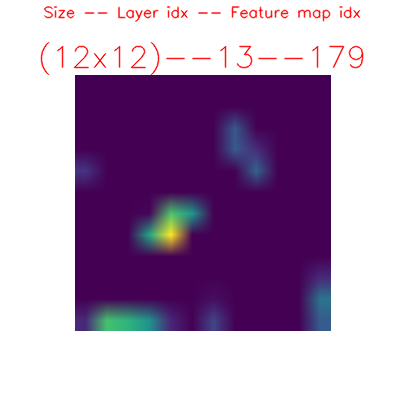 Size -- Layer idx -- Feature map idx
(12x12)--13--179